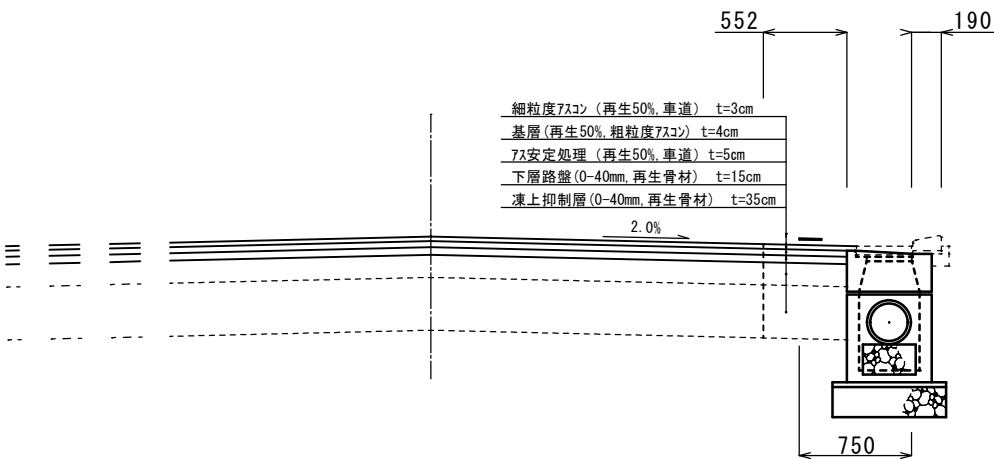 552
190
細粒度ｱｽｺﾝ（再生50%,車道） t=3cm
基層(再生50%,粗粒度ｱｽｺﾝ) t=4cm
ｱｽ安定処理（再生50%,車道）t=5cm
下層路盤(0-40mm,再生骨材) t=15cm
凍上抑制層(0-40mm,再生骨材) t=35cm
2.0%
750